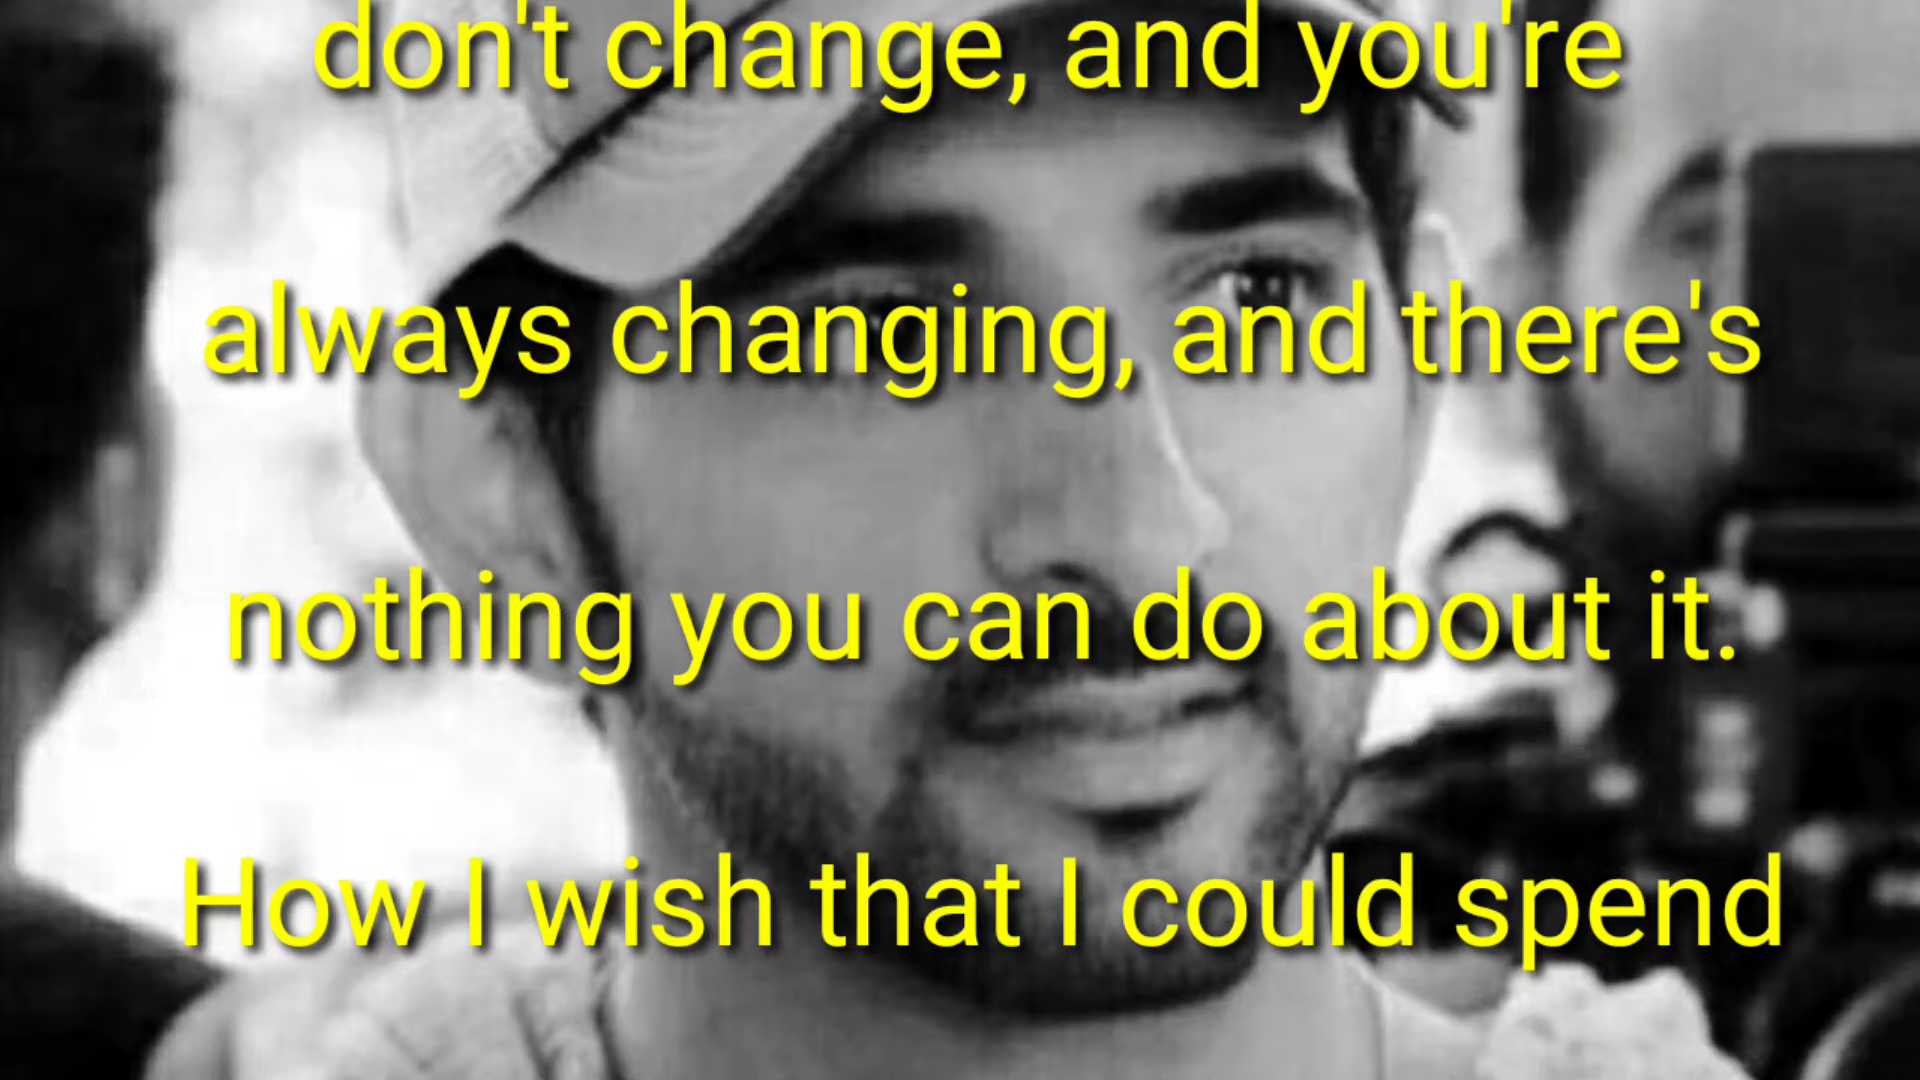 don't change, and you're
always changing, and there's
nothing you can do about it.
How I wish that I could spend